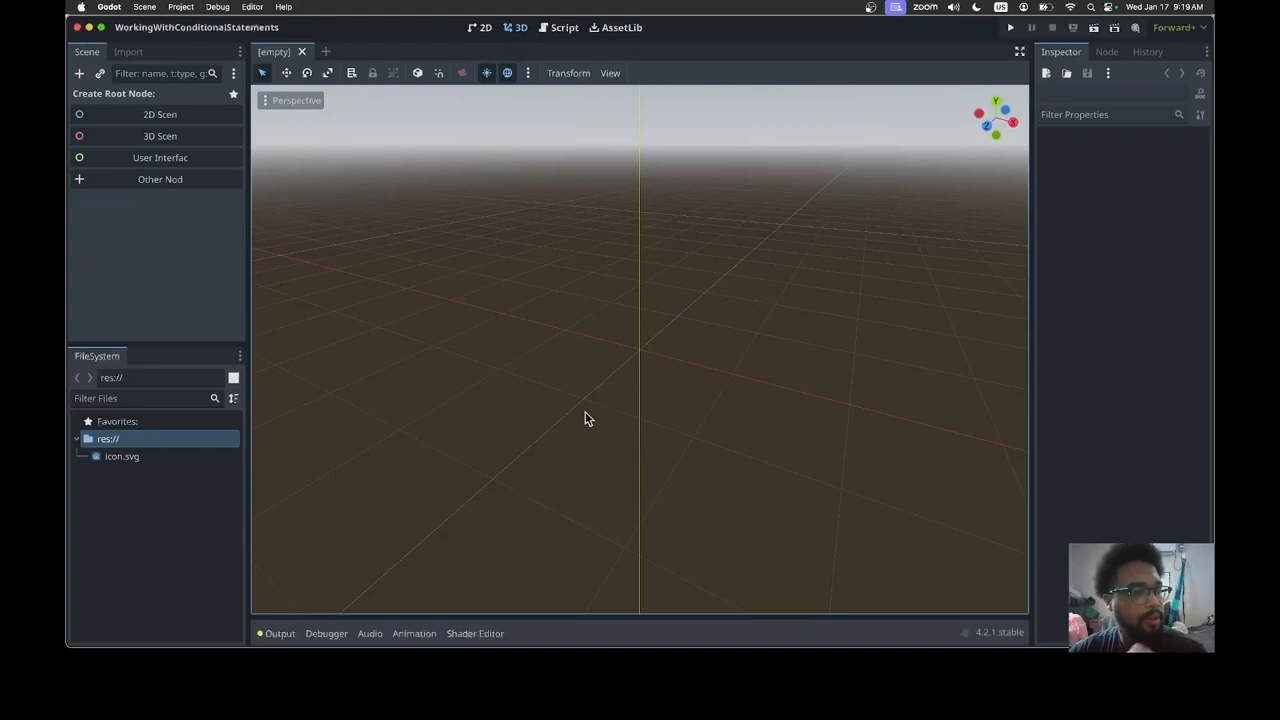 Godot Scene Project Debug Editor Help zoom Wed Jan 17 9:19 AM
WorkingWithConditionalStatements 2D 3D Script AssetLib Forward+
Scene Import [empty] Inspector Node History
Filter: name, t:type, g: Transform View
Create Root Node: Perspective Y
2D Scen Filter Properties
3D Scen Z X
User Interfac
Other Nod
FileSystem
res://
Filter Files
Favorites:
res://
icon.svg
Output Debugger Audio Animation Shader Editor 4.2.1.stable